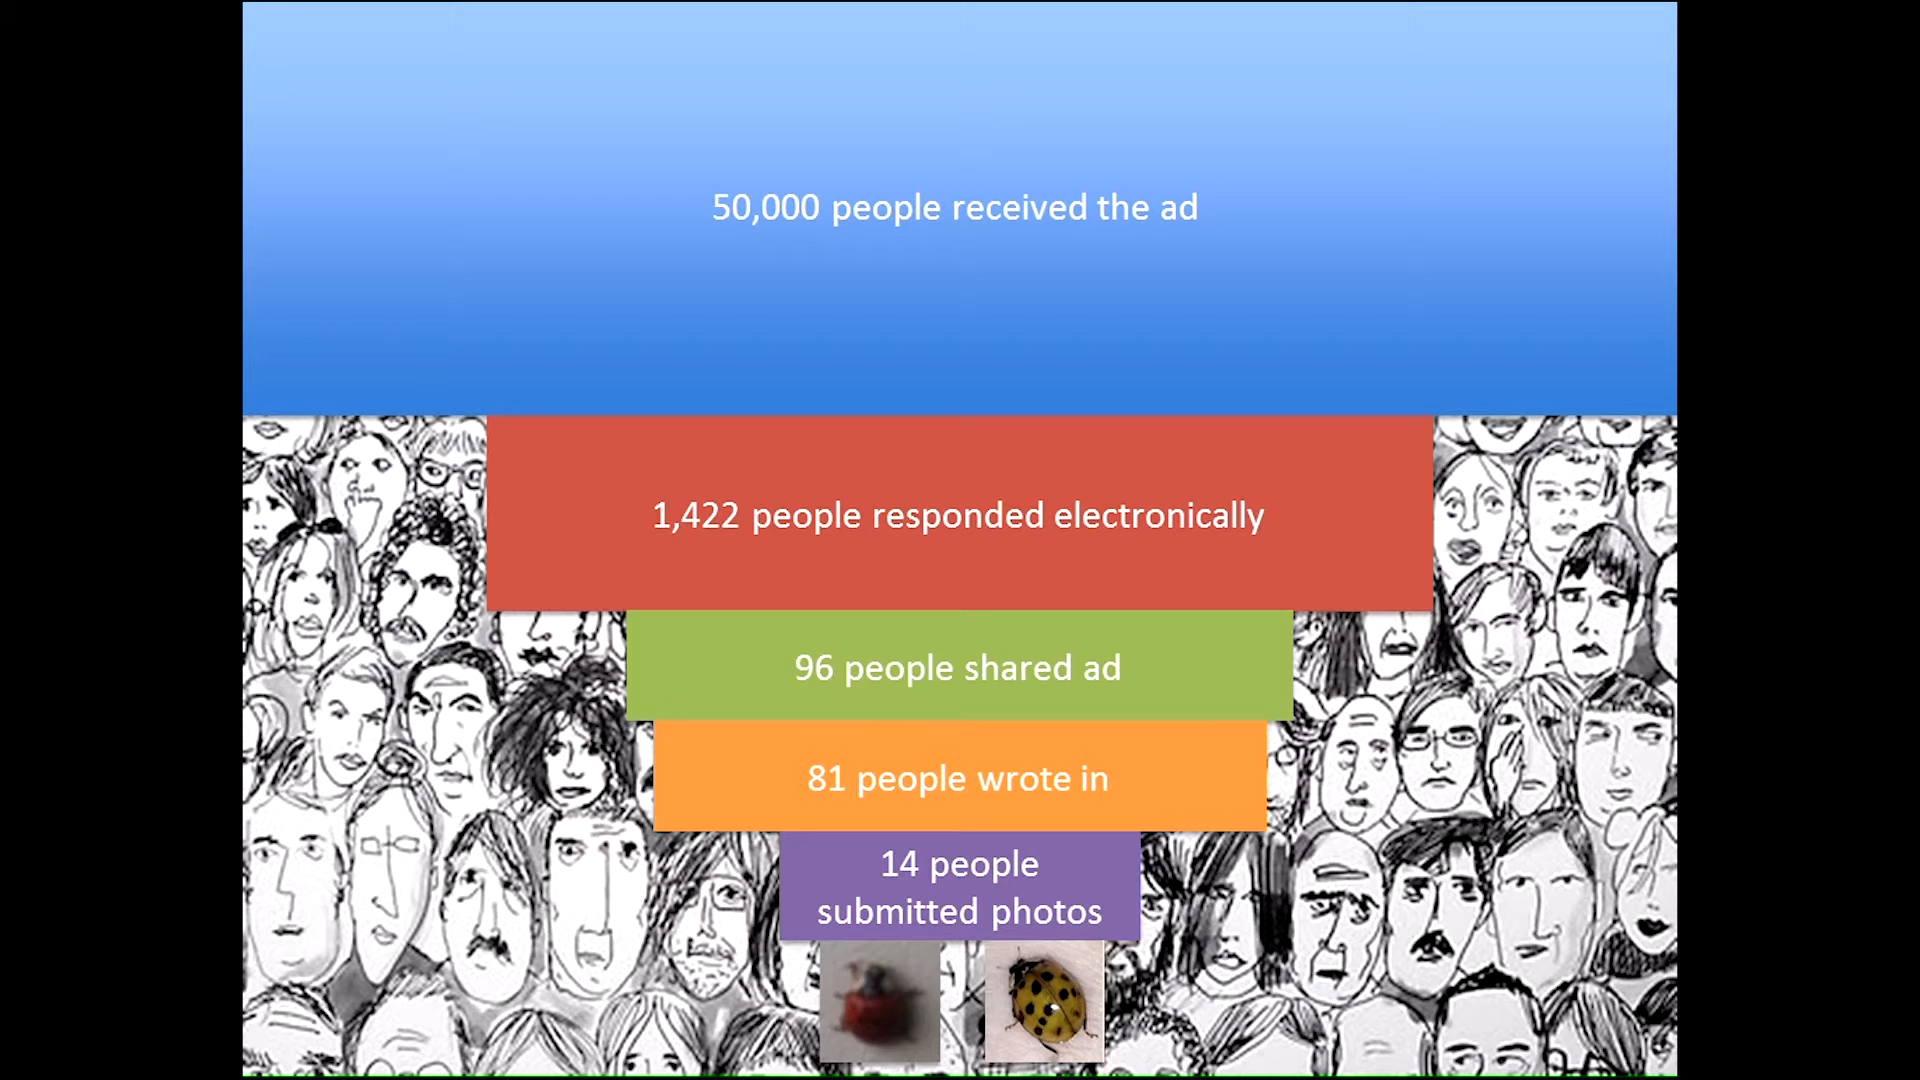 50,000 people received the ad
1,422 people responded electronically
96 people shared ad
81 people wrote in
14 people
submitted photos